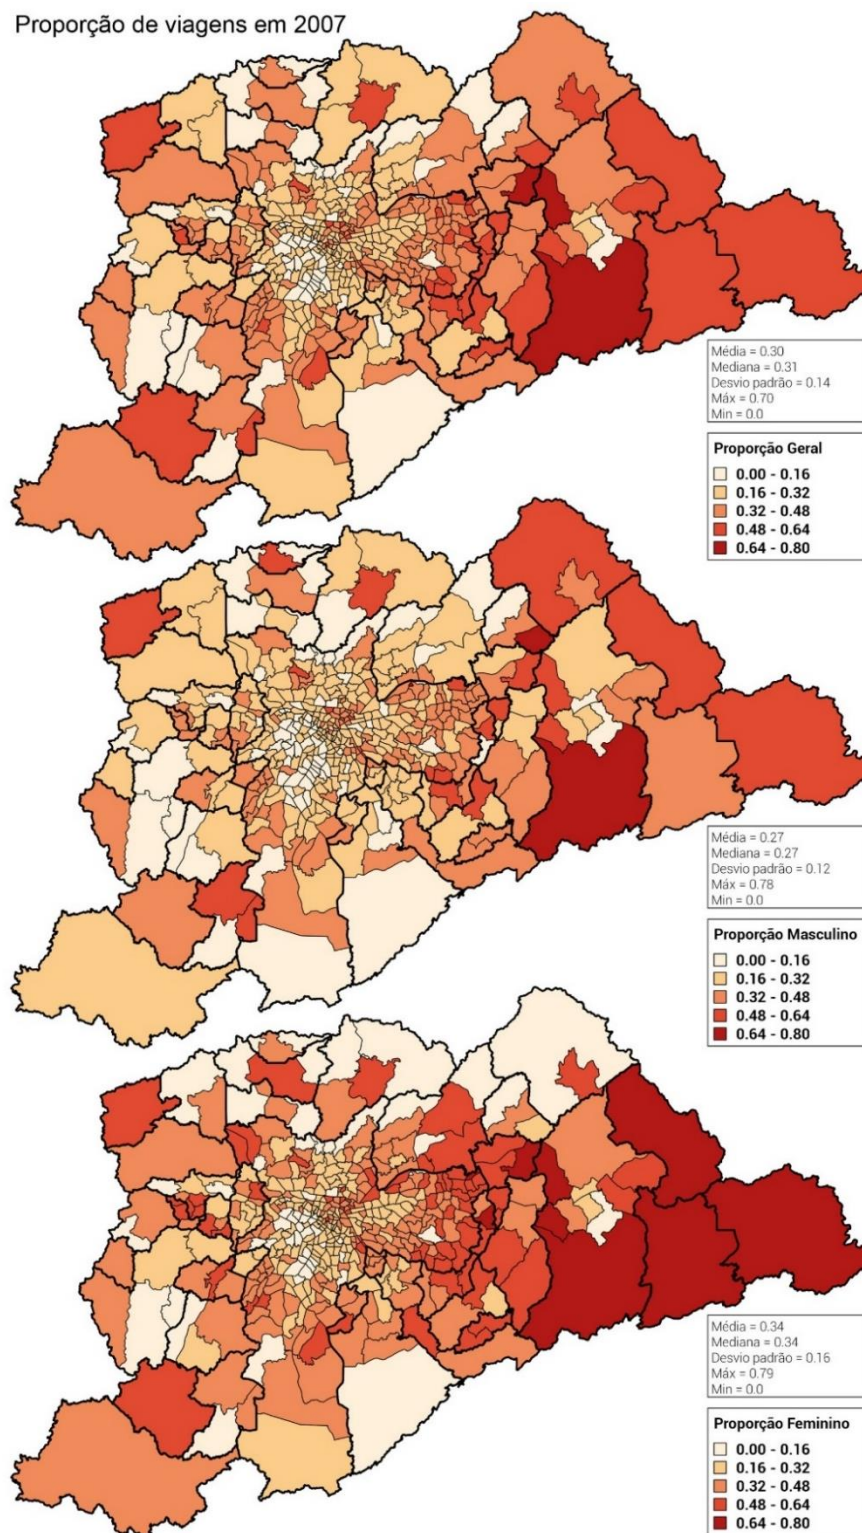 Proporção de viagens em 2007
Média = 0.30
Mediana = 0.31
Desvio padrão = 0.14
Máx = 0.70
Min = 0.0
Proporção Geral
0.00 - 0.16
0.16 - 0.32
0.32 - 0.48
0.48 - 0.64
0.64 - 0.80
Média = 0.27
Mediana = 0.27
Desvio padrão = 0.12
Máx = 0.78
Min = 0.0
Proporção Masculino
0.00 - 0.16
0.16 - 0.32
0.32 - 0.48
0.48 - 0.64
0.64 - 0.80
Média = 0.34
Mediana = 0.34
Desvio padrão = 0.16
Máx = 0.79
Min = 0.0
Proporção Feminino
0.00 - 0.16
0.16 - 0.32
0.32 - 0.48
0.48 - 0.64
0.64 - 0.80